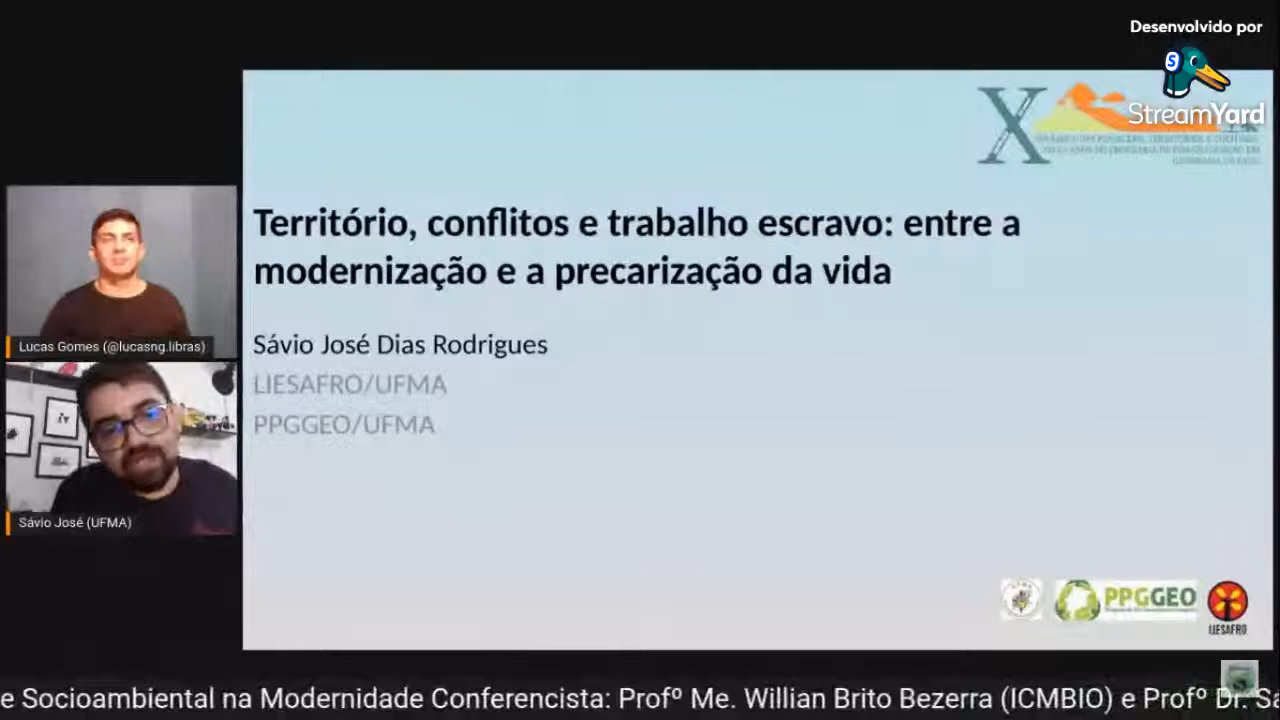 Desenvolvido por
StreamYard
X
Território, conflitos e trabalho escravo: entre a
modernização e a precarização da vida
Sávio José Dias Rodrigues
LIESAFRO/UFMA
PPGGEO/UFMA
Lucas Gomes (@lucasng.libras)
Sávio José (UFMA)
PPGGEO
LIESAFRO
e Socioambiental na Modernidade Conferencista: Profº Me. Willian Brito Bezerra (ICMBIO) e Profº Dr. Sá